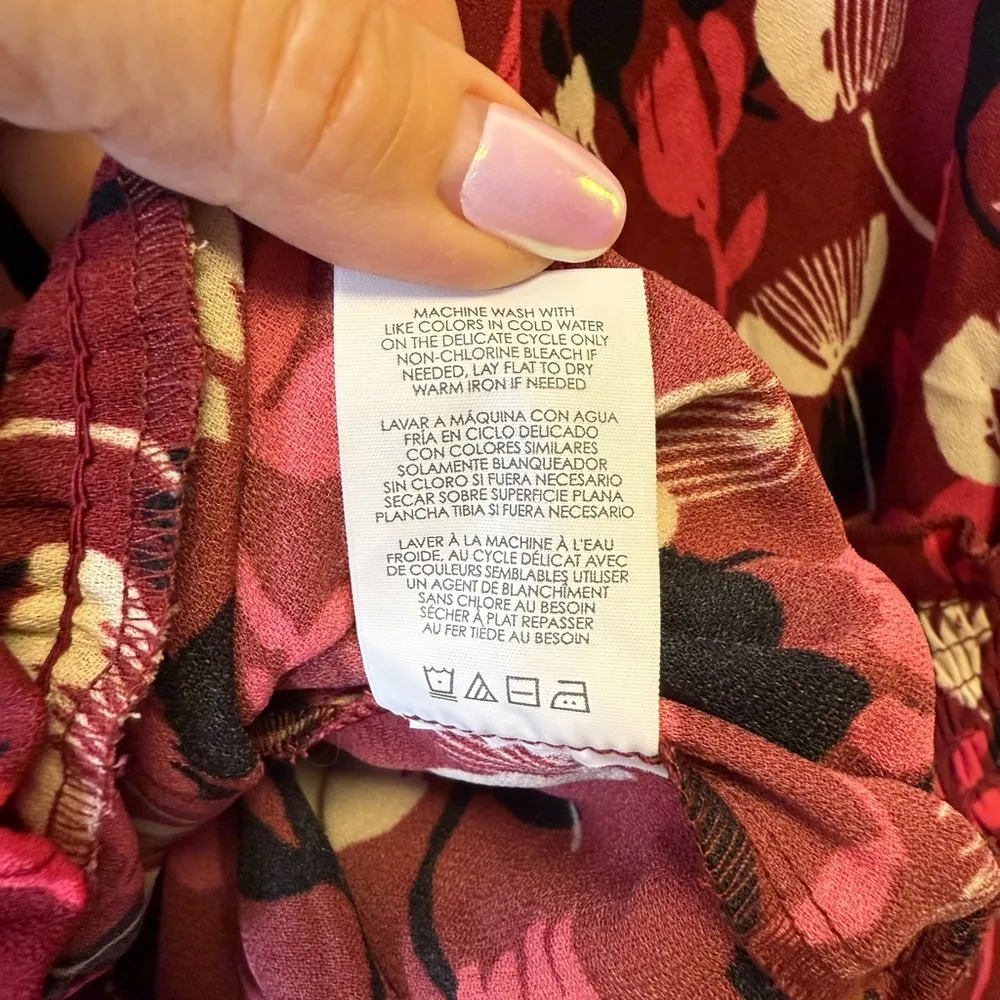 MACHINE WASH WITH
LIKE COLORS IN COLD WATER
ON THE DELICATE CYCLE ONLY
NON-CHLORINE BLEACH IF
NEEDED, LAY FLAT TO DRY
WARM IRON IF NEEDED
LAVAR A MÁQUINA CON AGUA
FRÍA EN CICLO DELICADO
CON COLORES SIMILARES
SOLAMENTE BLANQUEADOR
SIN CLORO SI FUERA NECESARIO
SECAR SOBRE SUPERFICIE PLANA
PLANCHA TIBIA SI FUERA NECESARIO
LAVER À LA MACHINE À L'EAU
FROIDE, AU CYCLE DÉLICAT AVEC
DE COULEURS SEMBLABLES UTILISER
UN AGENT DE BLANCHÎMENT
SANS CHLORE AU BESOIN
SÉCHER À PLAT REPASSER
AU FER TIEDE AU BESOIN